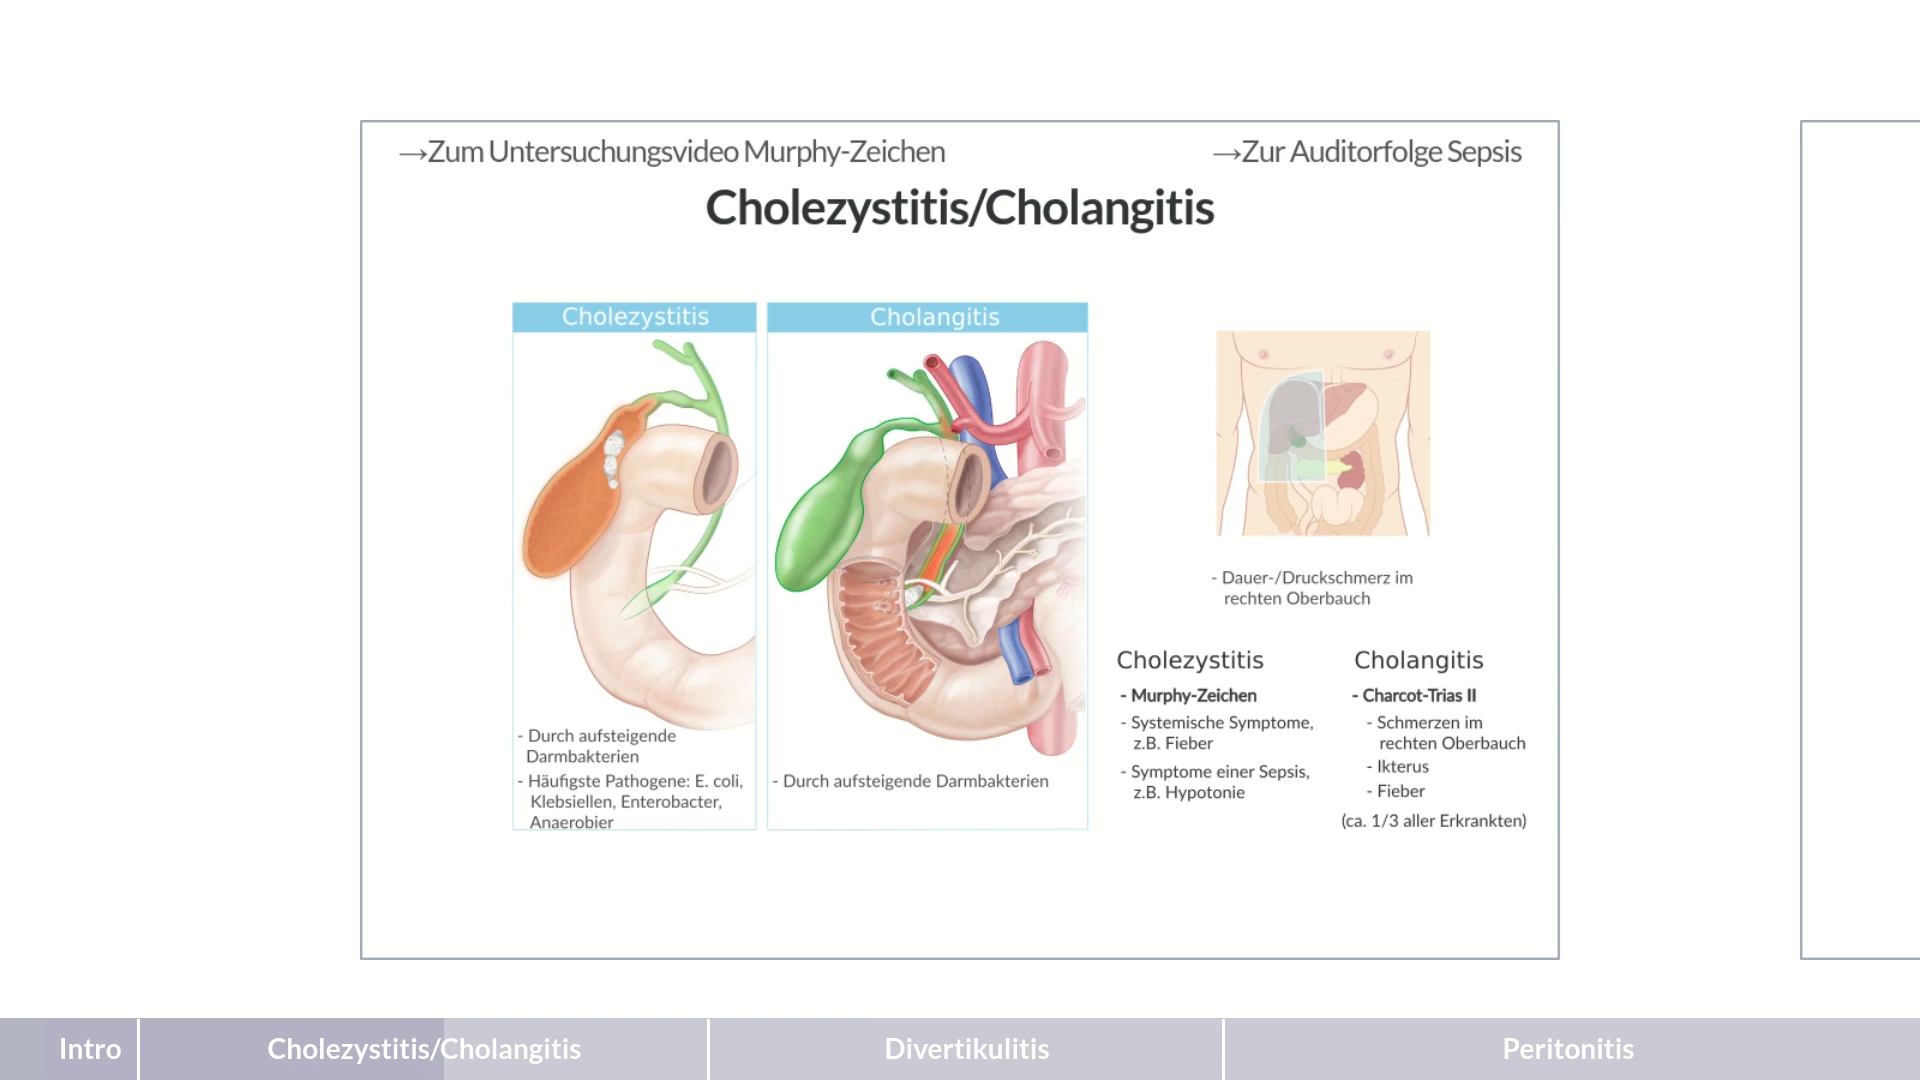 →Zum Untersuchungsvideo Murphy-Zeichen
→Zur Auditorfolge Sepsis
Cholezystitis/Cholangitis
Cholezystitis
- Durch aufsteigende
Darmbakterien
- Häufigste Pathogene: E. coli,
Klebsiellen, Enterobacter,
Anaerobier
Cholangitis
- Durch aufsteigende Darmbakterien
- Dauer-/Druckschmerz im
rechten Oberbauch
Cholezystitis
- Murphy-Zeichen
- Systemische Symptome,
z.B. Fieber
- Symptome einer Sepsis,
z.B. Hypotonie
Cholangitis
- Charcot-Trias II
- Schmerzen im
rechten Oberbauch
- Ikterus
- Fieber
(ca. 1/3 aller Erkrankten)
Intro
Cholezystitis/Cholangitis
Divertikulitis
Peritonitis